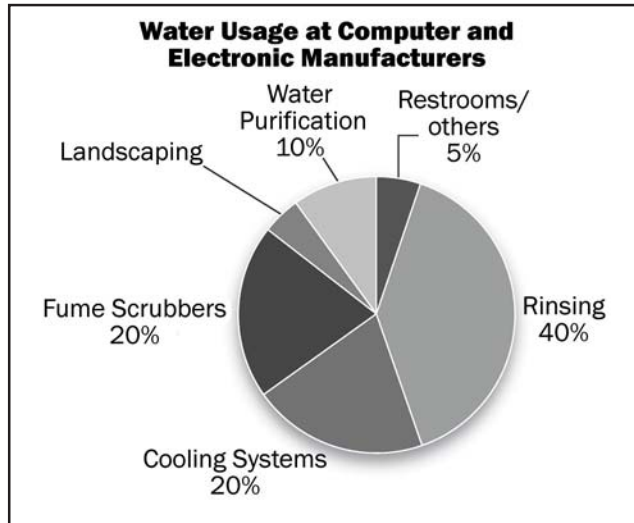 Water Usage at Computer and
Electronic Manufacturers
Water
Purification
10%
Restrooms/
others
5%
Landscaping
Fume Scrubbers
20%
Rinsing
40%
Cooling Systems
20%